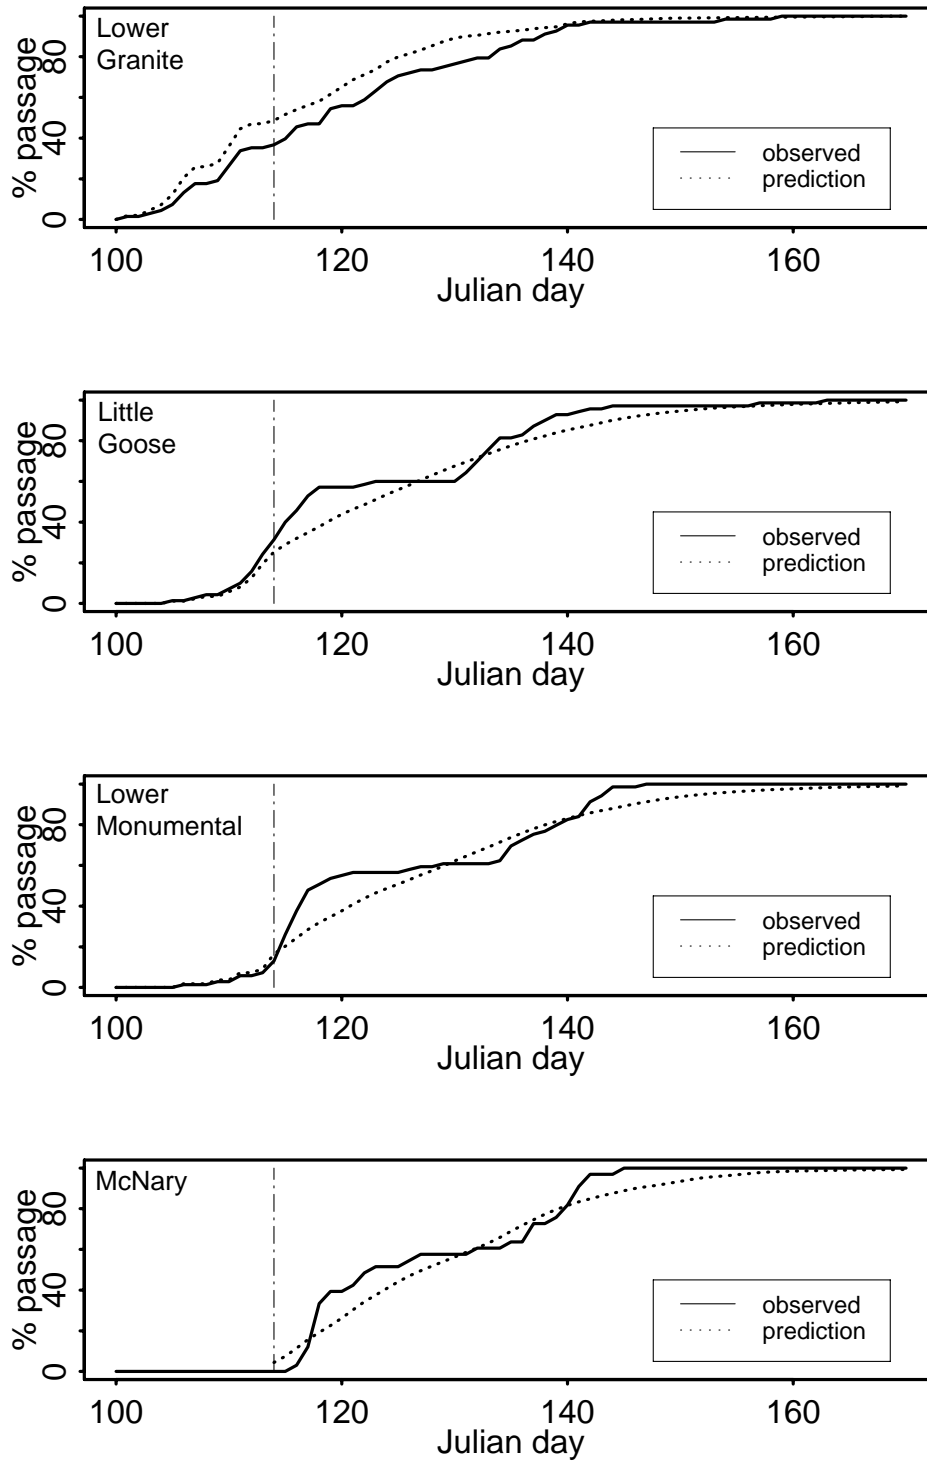 Lower
Granite
% passage
0 40 80
observed
prediction
100 120 140 160
Julian day
Little
Goose
% passage
0 40 80
observed
prediction
100 120 140 160
Julian day
Lower
Monumental
% passage
0 40 80
observed
prediction
100 120 140 160
Julian day
McNary
% passage
0 40 80
observed
prediction
100 120 140 160
Julian day